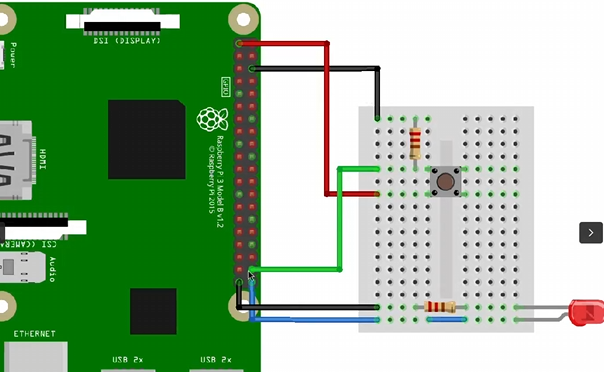 DSI (DISPLAY)
Power
GPIO
HDMI
Raspberry Pi 3 Model B v1.2
© Raspberry Pi 2015
CSI (CAMERA)
Audio
ETHERNET
USB 2x
USB 2x